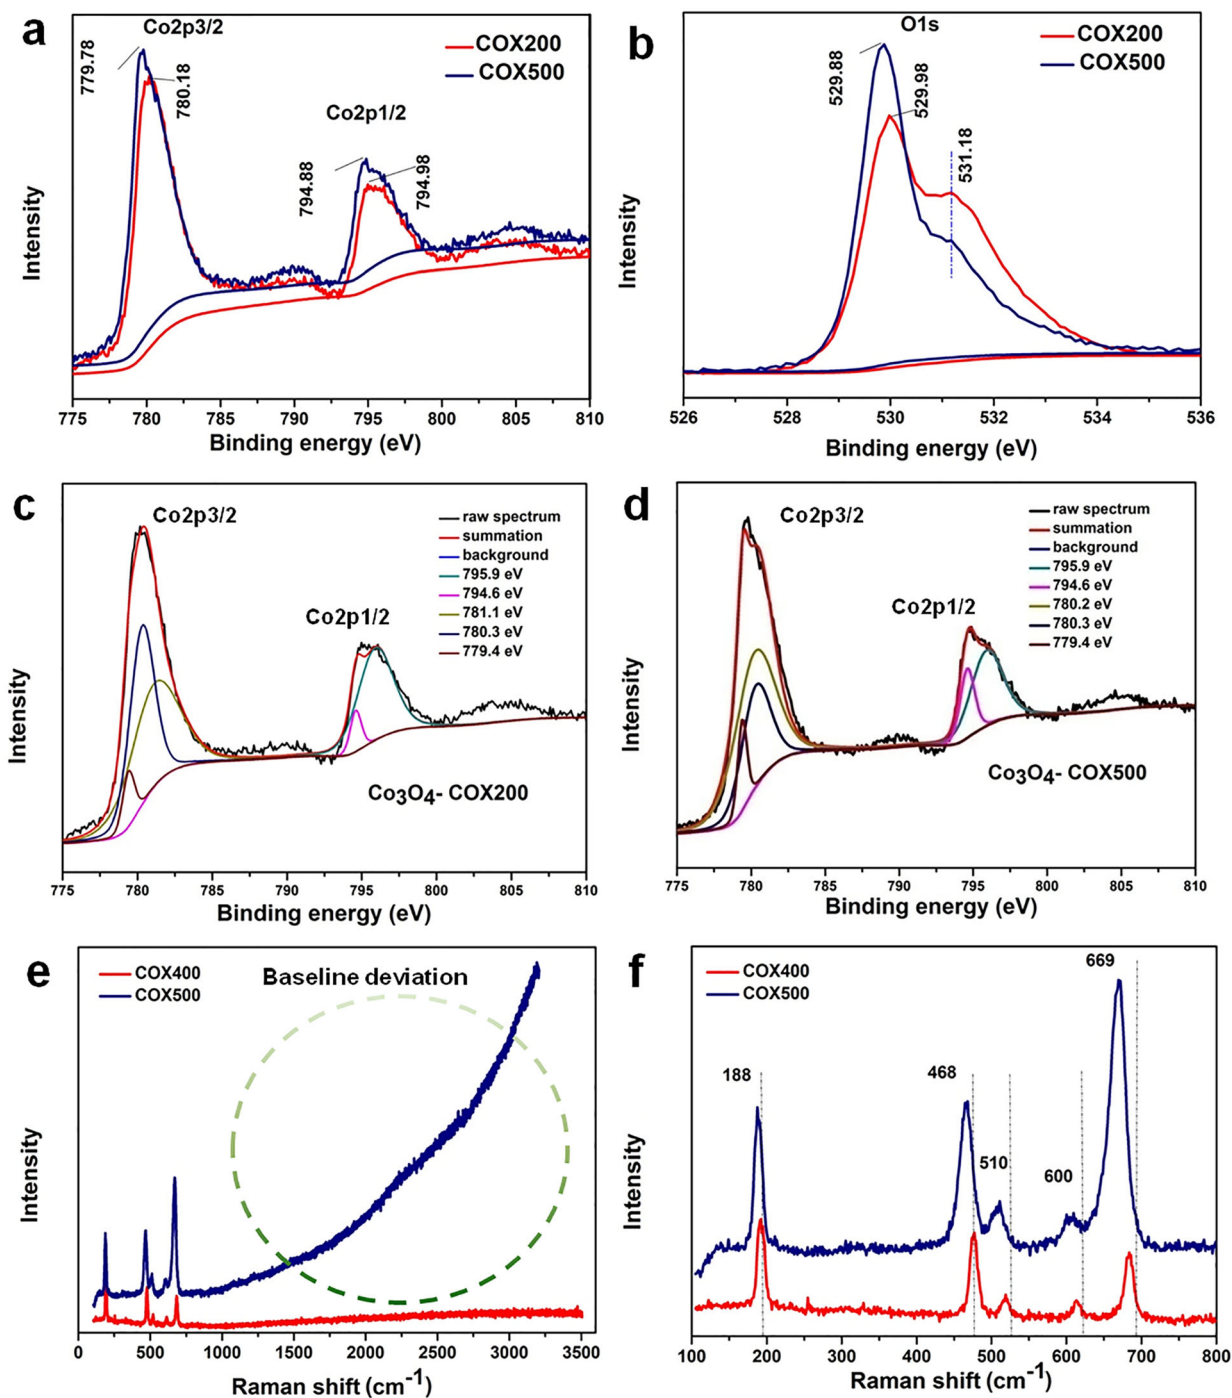 a
Co2p3/2
779.78
780.18
COX200
COX500
Co2p1/2
794.88
794.98
Intensity
775 780 785 790 795 800 805 810
Binding energy (eV)
b
O1s
529.88
529.98
531.18
COX200
COX500
Intensity
526 528 530 532 534 536
Binding energy (eV)
c
Co2p3/2
Co2p1/2
raw spectrum
summation
background
795.9 eV
794.6 eV
781.1 eV
780.3 eV
779.4 eV
Co3O4- COX200
Intensity
775 780 785 790 795 800 805 810
Binding energy (eV)
d
Co2p3/2
Co2p1/2
raw spectrum
summation
background
795.9 eV
794.6 eV
780.2 eV
780.3 eV
779.4 eV
Co3O4- COX500
Intensity
775 780 785 790 795 800 805 810
Binding energy (eV)
e
COX400
COX500
Baseline deviation
Intensity
0 500 1000 1500 2000 2500 3000 3500
Raman shift (cm-1)
f
COX400
COX500
188
468
510
600
669
Intensity
100 200 300 400 500 600 700 800
Raman shift (cm-1)